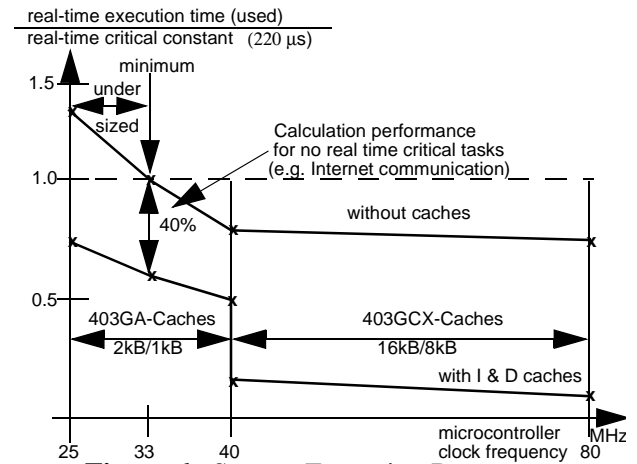 real-time execution time (used)
real-time critical constant (220 µs)
minimum
1.5
under
sized
Calculation performance
for no real time critical tasks
(e.g. Internet communication)
1.0
without caches
40%
0.5
403GA-Caches
2kB/1kB
403GCX-Caches
16kB/8kB
with I & D caches
microcontroller
clock frequency
MHz
25
33
40
80